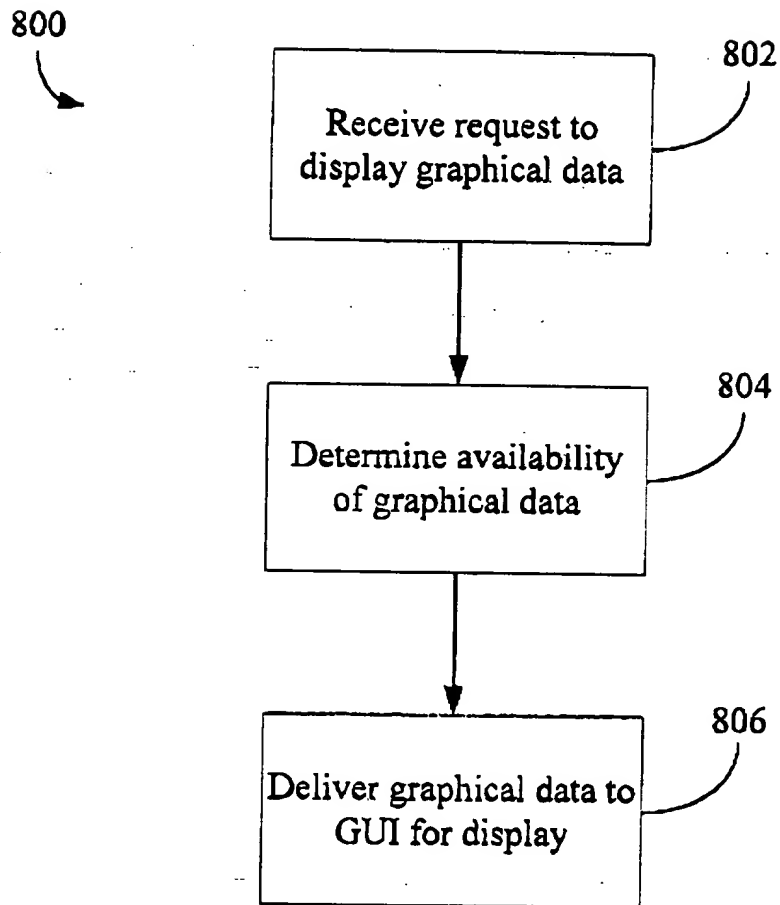 800
802
Receive request to
display graphical data
804
Determine availability
of graphical data
806
Deliver graphical data to
GUI for display